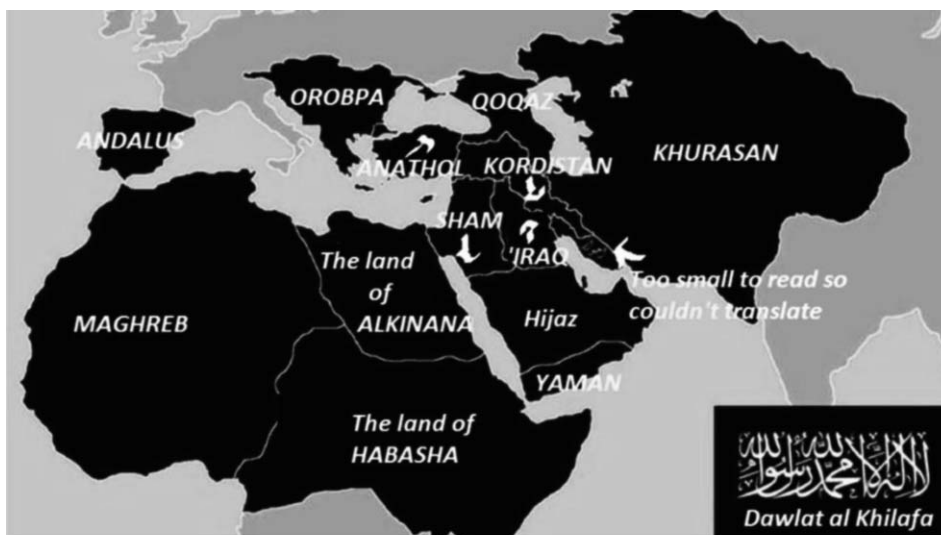 OROBPA
QOQAZ
ANDALUS
ANATHOL
KORDISTAN
KHURASAN
SHAM
'IRAQ
The land
of
ALKINANA
Too small to read so
couldn't translate
MAGHREB
Hijaz
YAMAN
The land of
HABASHA
لا إله إلا الله محمد رسول الله
Dawlat al Khilafa